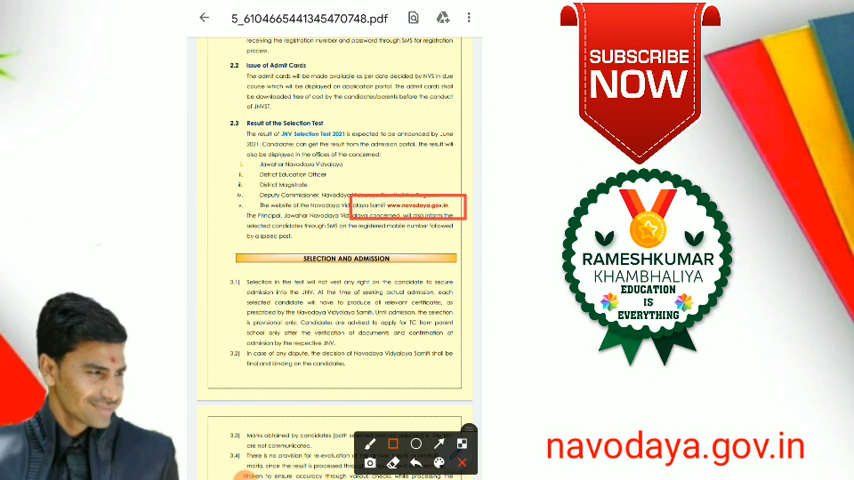 5_6104665441345470748.pdf
receiving the registration number and password through SMS for registration
process.
2.2 Issue of Admit Cards
The admit cards will be made available as per date decided by NVS in due
course which will be displayed on application portal. The admit cards shall
be downloaded free of cost by the candidates/parents before the conduct
of JNVST.
2.3 Result of the Selection Test
The result of JNV Selection Test 2021 is expected to be announced by June
2021. Candidates can get the result from the admission portal. The result will
also be displayed in the offices of the concerned:
i. Jawahar Navodaya Vidyalaya
ii. District Education Officer
iii. District Magistrate
iv. Deputy Commissioner, Navodaya
v. The website of the Navodaya Vidyalaya Samiti www.navodaya.gov.in
The Principal, Jawahar Navodaya Vidyalaya concerned, will also inform the
selected candidates through SMS on the registered mobile number followed
by a speed post.
SELECTION AND ADMISSION
3.1) Selection in the test will not vest any right on the candidate to secure
admission into the JNV. At the time of seeking actual admission, each
selected candidate will have to produce all relevant certificates, as
prescribed by the Navodaya Vidyalaya Samiti. Until admission, the selection
is provisional only. Candidates are advised to apply for TC from parent
school only after the verification of documents and confirmation of
admission by the respective JNV.
3.2) In case of any dispute, the decision of Navodaya Vidyalaya Samiti shall be
final and binding on the candidates.
3.3) Marks obtained by candidates (both
are not communicated.
3.4) There is no provision for re-evaluation
marks, since the result is processed through
taken to ensure accuracy through various checks while processing the
SUBSCRIBE
NOW
RAMESHKUMAR
KHAMBHALIYA
EDUCATION
IS
EVERYTHING
navodaya.gov.in